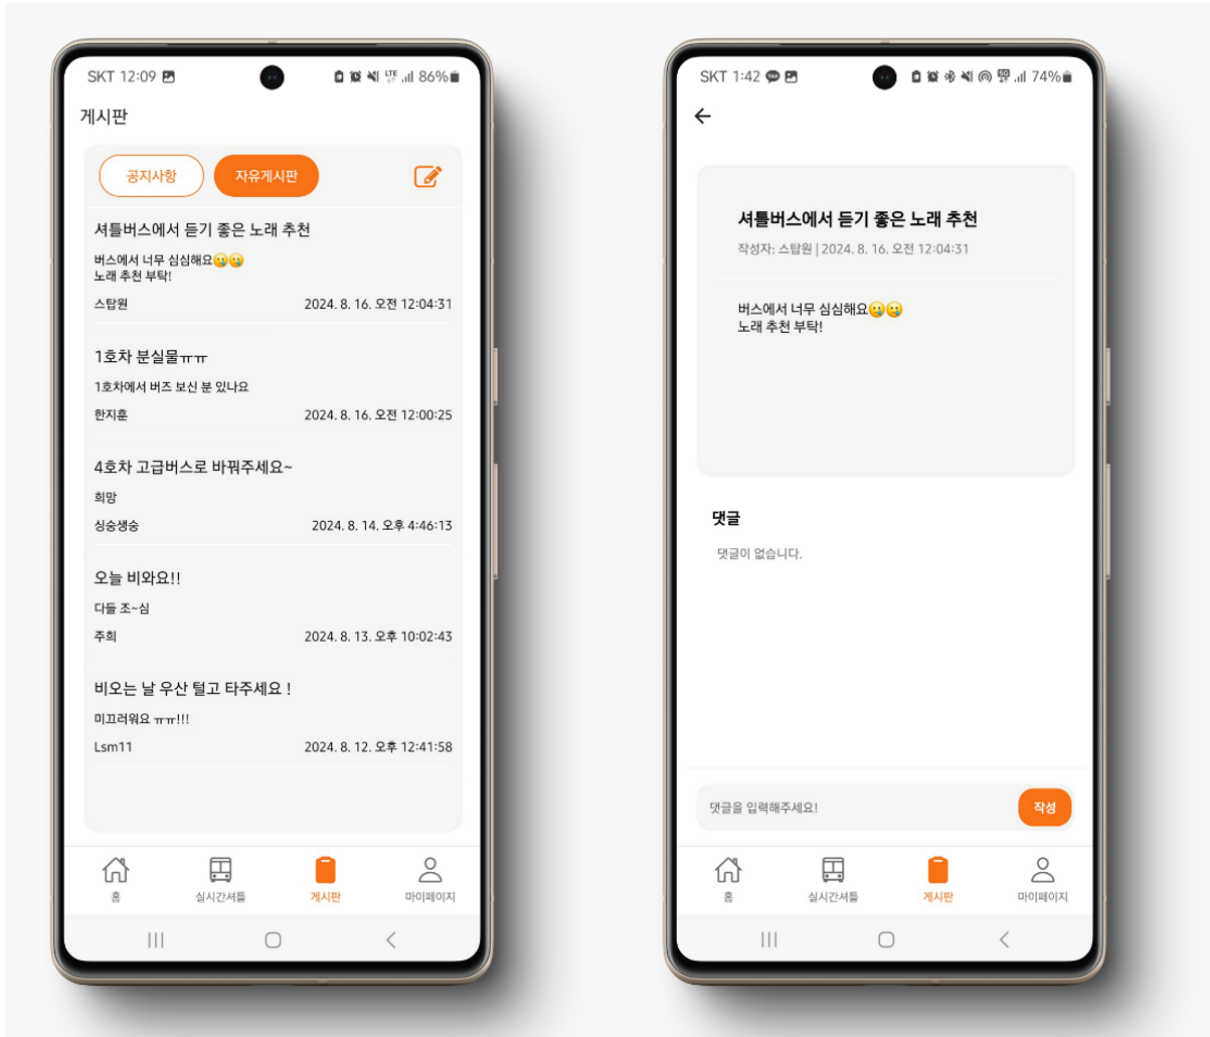 SKT 12:09
86%
게시판
공지사항
자유게시판
셔틀버스에서 듣기 좋은 노래 추천
버스에서 너무 심심해요🥲🥲
노래 추천 부탁!
스탑원
2024. 8. 16. 오전 12:04:31
1호차 분실물ㅠㅠ
1호차에서 버즈 보신 분 있나요
한지훈
2024. 8. 16. 오전 12:00:25
4호차 고급버스로 바꿔주세요~
희망
싱숭생숭
2024. 8. 14. 오후 4:46:13
오늘 비와요!!
다들 조~심
주희
2024. 8. 13. 오후 10:02:43
비오는 날 우산 털고 타주세요 !
미끄러워요 ㅠㅠ!!!
Lsm11
2024. 8. 12. 오후 12:41:58
홈
실시간셔틀
게시판
마이페이지
SKT 1:42
74%
셔틀버스에서 듣기 좋은 노래 추천
작성자: 스탑원 | 2024. 8. 16. 오전 12:04:31
버스에서 너무 심심해요🥲🥲
노래 추천 부탁!
댓글
댓글이 없습니다.
댓글을 입력해주세요!
작성
홈
실시간셔틀
게시판
마이페이지